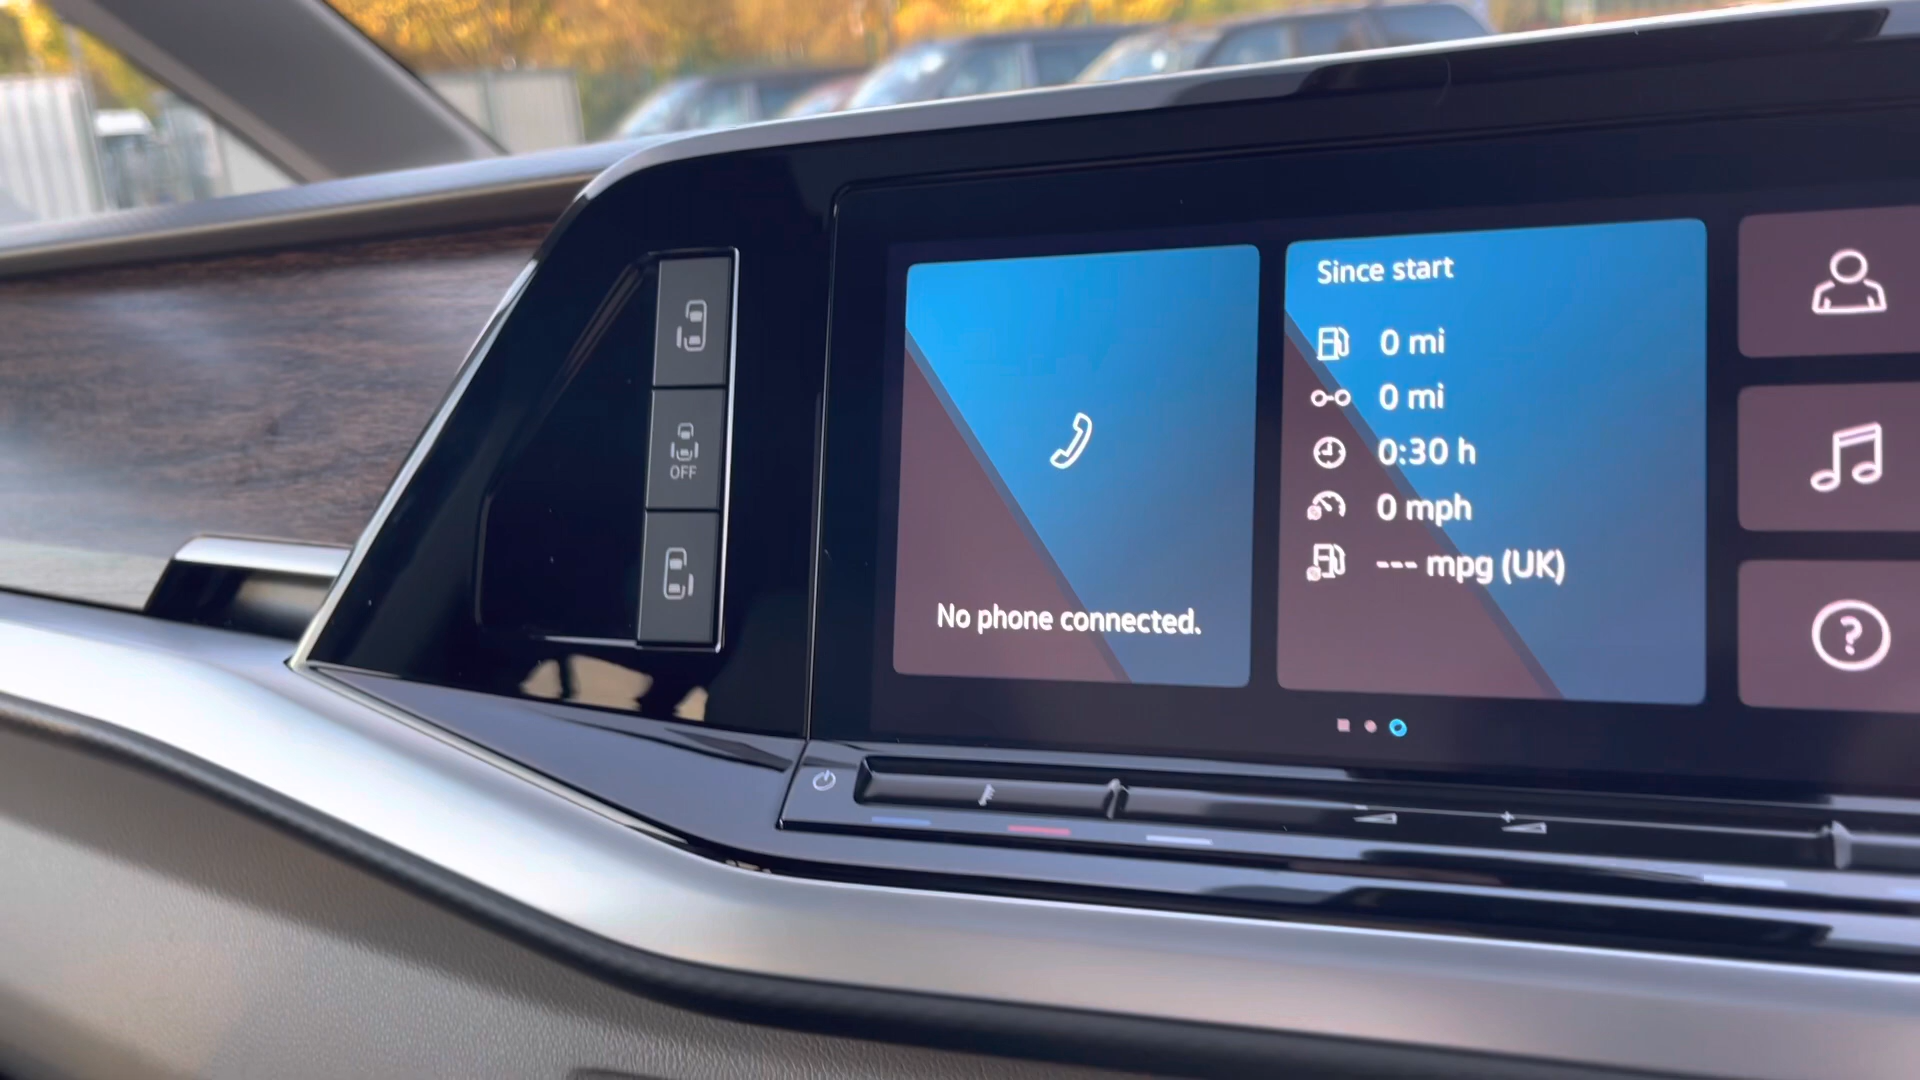 OFF
No phone connected.
Since start
0 mi
0 mi
0:30 h
0 mph
--- mpg (UK)
?